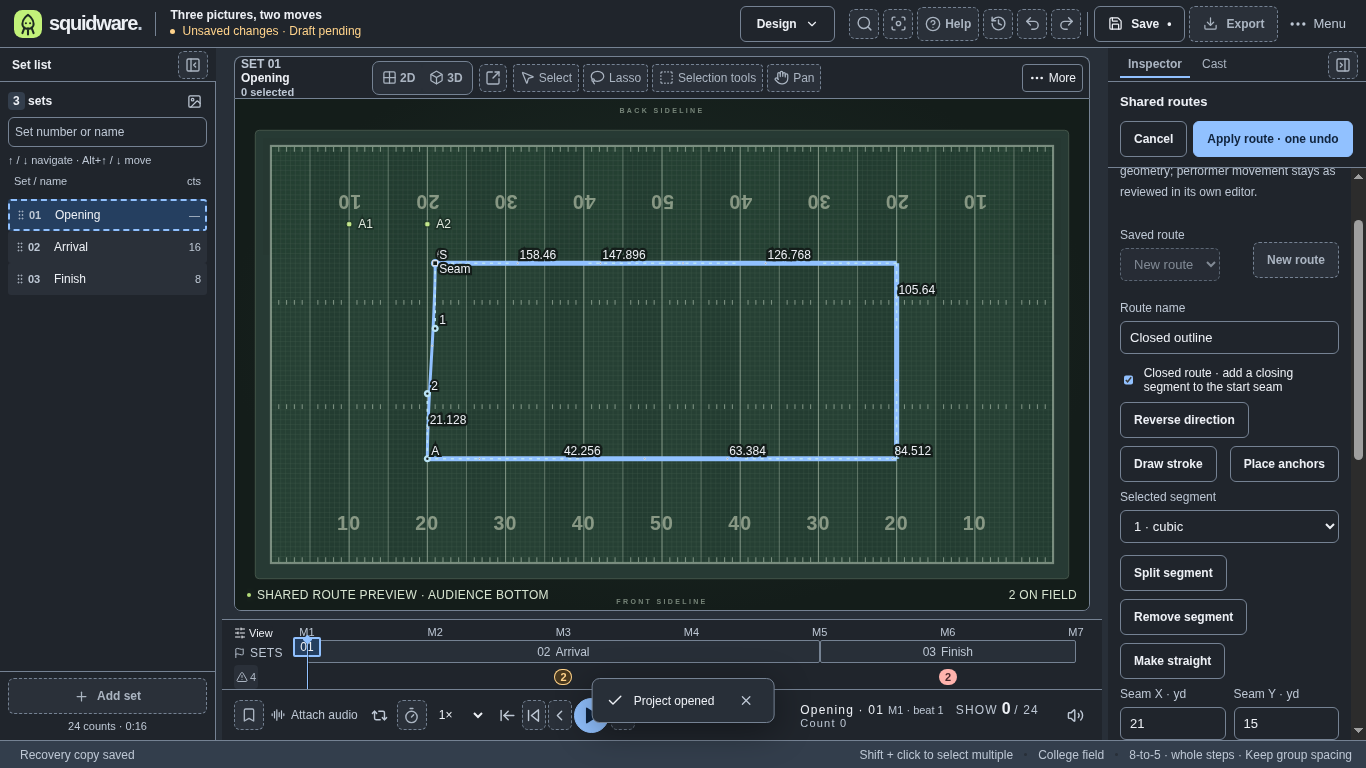 squidware.
Three pictures, two moves
Unsaved changes · Draft pending
Design
Help
Save •
Export
Menu
Set list
3 sets
Set number or name
↑ / ↓ navigate · Alt+↑ / ↓ move
Set / name cts
01 Opening —
02 Arrival 16
03 Finish 8
Add set
24 counts · 0:16
SET 01
Opening
0 selected
2D
3D
Select
Lasso
Selection tools
Pan
More
BACK SIDELINE
10 20 30 40 50 40 30 20 10
A1
A2
S
Seam
158.46
147.896
126.768
105.64
1
2
21.128
A
42.256
63.384
84.512
10 20 30 40 50 40 30 20 10
SHARED ROUTE PREVIEW · AUDIENCE BOTTOM
FRONT SIDELINE
2 ON FIELD
View
M1 M2 M3 M4 M5 M6 M7
SETS
01
02 Arrival
03 Finish
4
2
2
Attach audio
1×
Project opened
Opening · 01 M1 · beat 1
Count 0
SHOW 0 / 24
Inspector
Cast
Shared routes
Cancel
Apply route · one undo
geometry; performer movement stays as
reviewed in its own editor.
Saved route
New route
New route
Route name
Closed outline
Closed route · add a closing
segment to the start seam
Reverse direction
Draw stroke
Place anchors
Selected segment
1 · cubic
Split segment
Remove segment
Make straight
Seam X · yd
Seam Y · yd
21
15
Recovery copy saved
Shift + click to select multiple · College field · 8-to-5 · whole steps · Keep group spacing